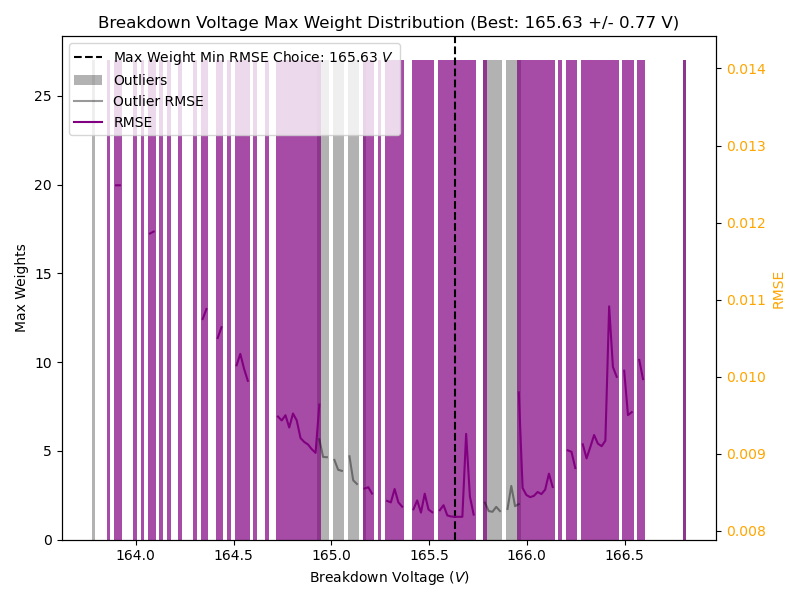 Breakdown Voltage Max Weight Distribution (Best: 165.63 +/- 0.77 V)
Max Weight Min RMSE Choice: 165.63 V
Outliers
Outlier RMSE
RMSE
25
20
15
10
5
0
Max Weights
0.014
0.013
0.012
0.011
0.010
0.009
0.008
RMSE
164.0 164.5 165.0 165.5 166.0 166.5
Breakdown Voltage (V)